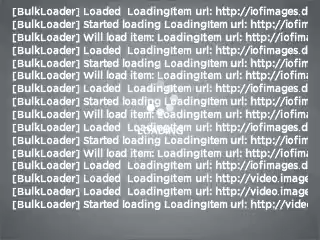 [BulkLoader] Loaded  LoadingItem url: http://iofimages.d
[BulkLoader] Started loading LoadingItem url: http://iofim
[BulkLoader] Will load item: LoadingItem url: http://iofima
[BulkLoader] Loaded  LoadingItem url: http://iofimages.d
[BulkLoader] Started loading LoadingItem url: http://iofim
[BulkLoader] Will load item: LoadingItem url: http://iofima
[BulkLoader] Loaded  LoadingItem url: http://iofimages.d
[BulkLoader] Started loading LoadingItem url: http://iofim
[BulkLoader] Will load item: LoadingItem url: http://iofima
[BulkLoader] Loaded  LoadingItem url: http://iofimages.d
LOADING
[BulkLoader] Started loading LoadingItem url: http://iofim
[BulkLoader] Will load item: LoadingItem url: http://iofima
[BulkLoader] Loaded  LoadingItem url: http://iofimages.d
[BulkLoader] Loaded  LoadingItem url: http://video.image
[BulkLoader] Will load item: LoadingItem url: http://video
[BulkLoader] Started loading LoadingItem url: http://vide